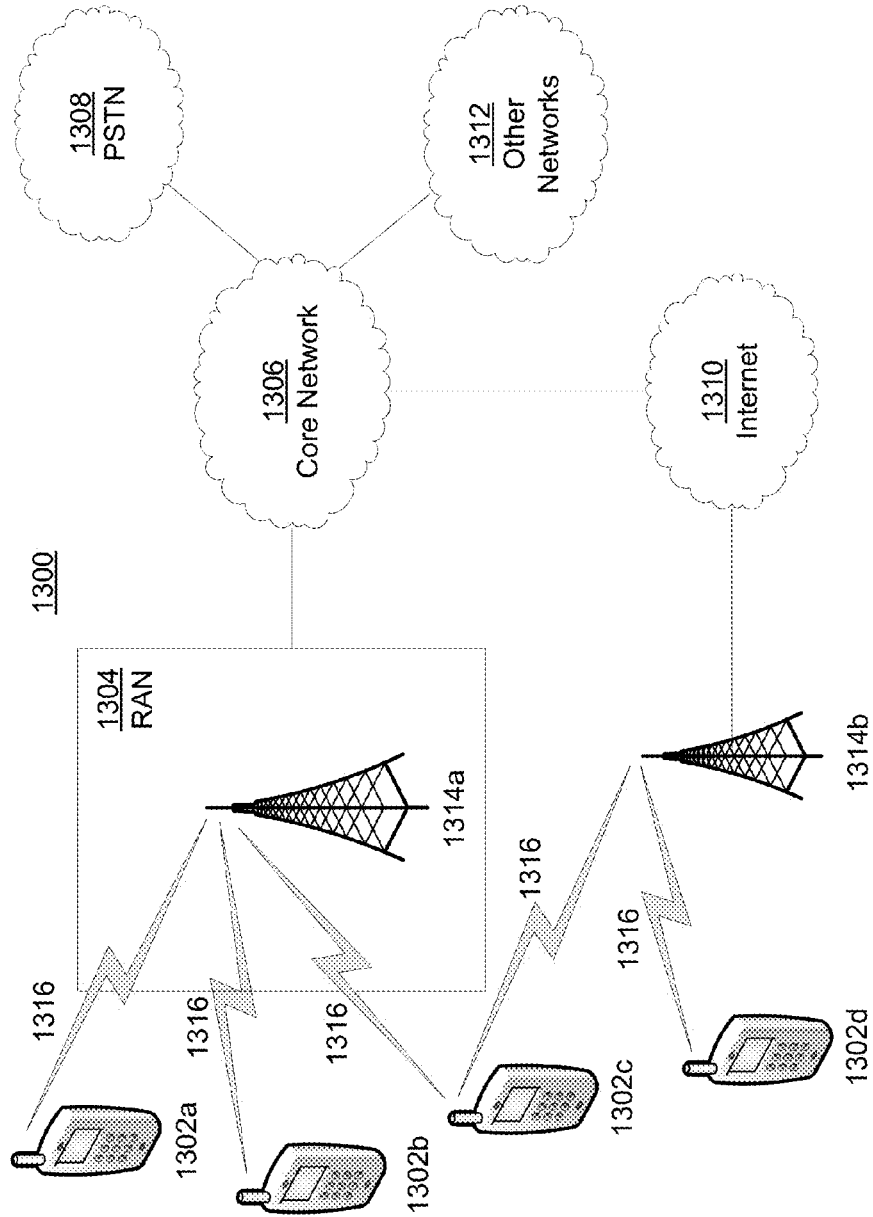 1300
1304
RAN
1314a
1316
1316
1316
1316
1316
1302a
1302b
1302c
1302d
1314b
1306
Core Network
1308
PSTN
1312
Other
Networks
1310
Internet